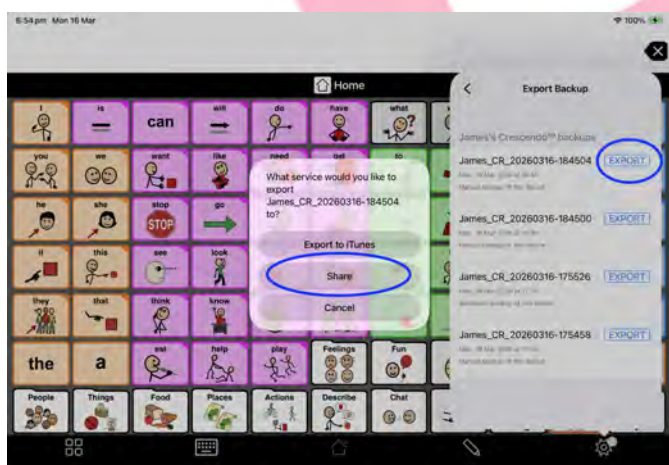 6:54 pm Mon 16 Mar
100%
Home
Export Backup
I
is
can
will
do
have
what
James's Crescendo™ backups
James_CR_20260316-184504
EXPORT
you
we
want
like
need
get
to
What service would you like to
export
James_CR_20260316-184504
to?
James_CR_20260316-184500
EXPORT
he
she
stop
STOP
go
Export to iTunes
it
this
see
look
Share
James_CR_20260316-175526
EXPORT
they
that
think
know
Cancel
James_CR_20260316-175458
EXPORT
the
a
eat
help
play
Feelings
Fun
People
Things
Food
Places
Actions
Describe
Chat